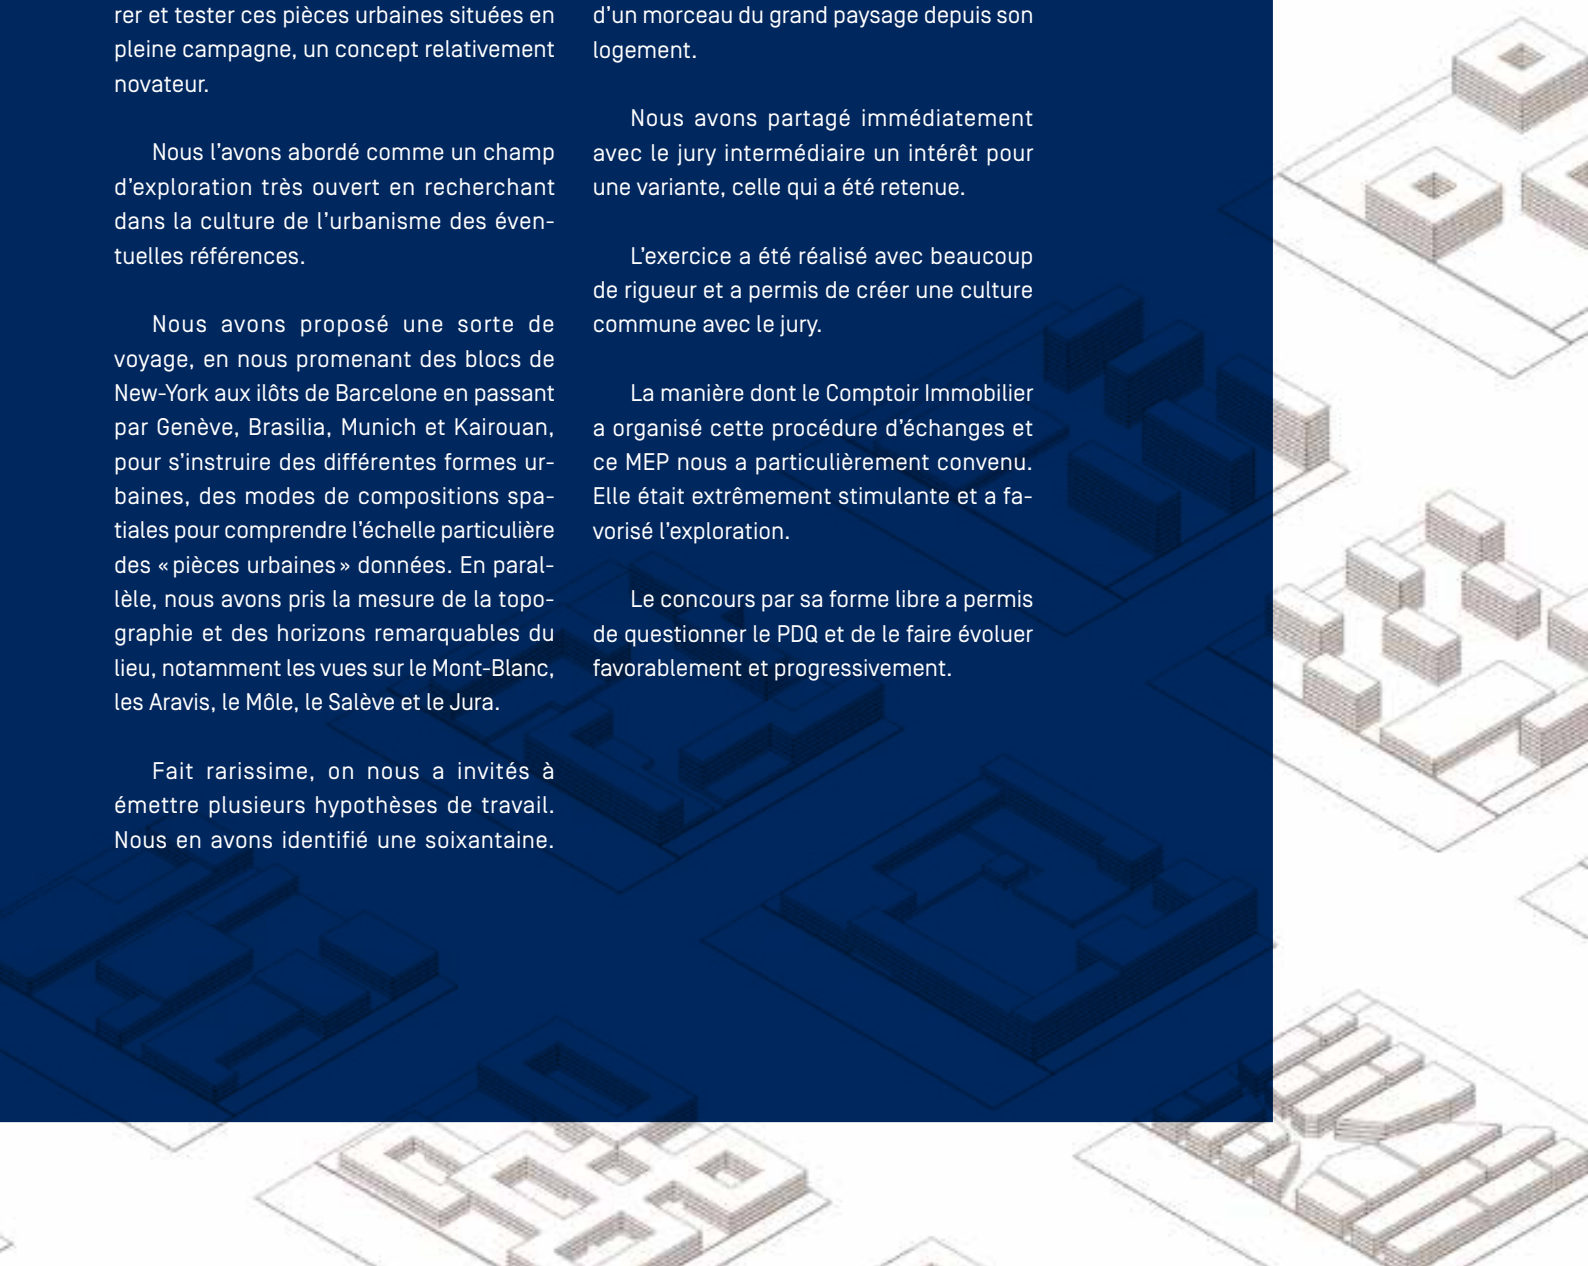 rer et tester ces pièces urbaines situées en
pleine campagne, un concept relativement
novateur.
Nous l'avons abordé comme un champ
d'exploration très ouvert en recherchant
dans la culture de l'urbanisme des éven-
tuelles références.
Nous avons proposé une sorte de
voyage, en nous promenant des blocs de
New-York aux ilôts de Barcelone en passant
par Genève, Brasilia, Munich et Kairouan,
pour s'instruire des différentes formes ur-
baines, des modes de compositions spa-
tiales pour comprendre l'échelle particulière
des «pièces urbaines» données. En paral-
lèle, nous avons pris la mesure de la topo-
graphie et des horizons remarquables du
lieu, notamment les vues sur le Mont-Blanc,
les Aravis, le Môle, le Salève et le Jura.
Fait rarissime, on nous a invités à
émettre plusieurs hypothèses de travail.
Nous en avons identifié une soixantaine.
d'un morceau du grand paysage depuis son
logement.
Nous avons partagé immédiatement
avec le jury intermédiaire un intérêt pour
une variante, celle qui a été retenue.
L'exercice a été réalisé avec beaucoup
de rigueur et a permis de créer une culture
commune avec le jury.
La manière dont le Comptoir Immobilier
a organisé cette procédure d'échanges et
ce MEP nous a particulièrement convenu.
Elle était extrêmement stimulante et a fa-
vorisé l'exploration.
Le concours par sa forme libre a permis
de questionner le PDQ et de le faire évoluer
favorablement et progressivement.